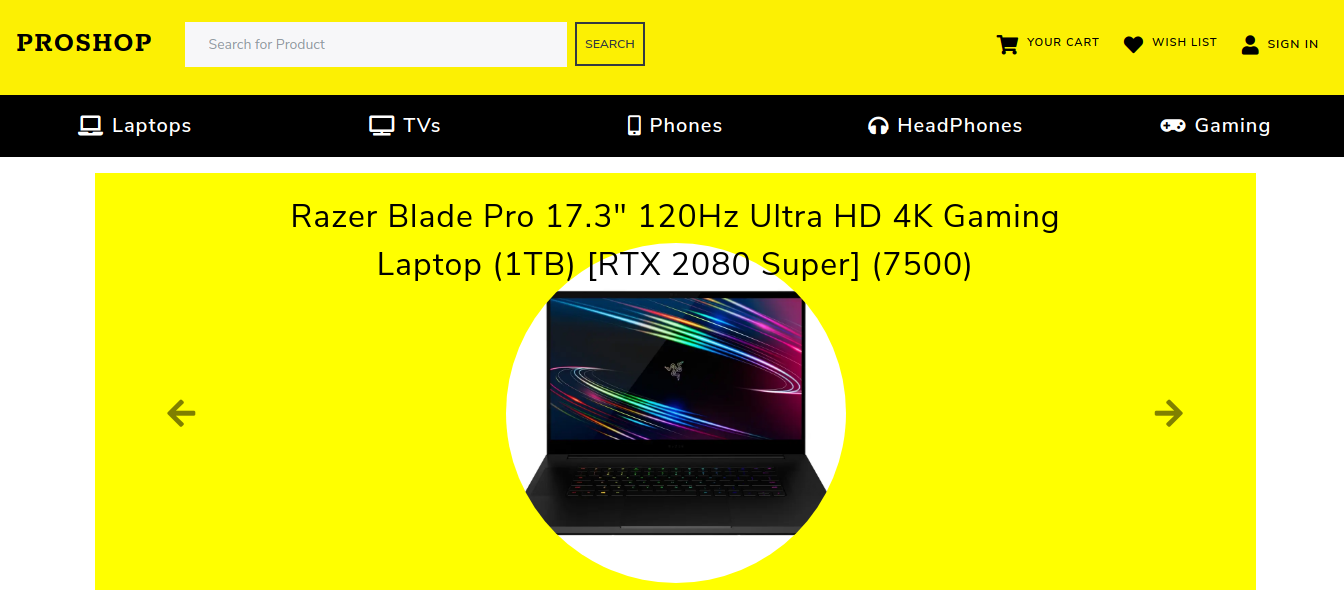 PROSHOP
Search for Product
SEARCH
YOUR CART
WISH LIST
SIGN IN
Laptops
TVs
Phones
HeadPhones
Gaming
Razer Blade Pro 17.3" 120Hz Ultra HD 4K Gaming
Laptop (1TB) [RTX 2080 Super] (7500)